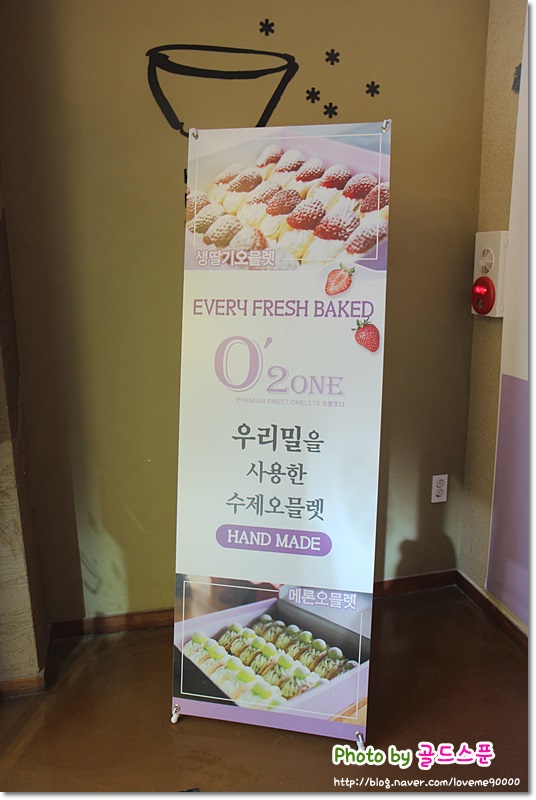 생딸기오믈렛
EVERY FRESH BAKED
O'2ONE
PREMIUM SWEET OMELETS
우리밀을
사용한
수제오믈렛
HAND MADE
메론오믈렛
Photo by 골드스푼
http://blog.naver.com/loveme90000